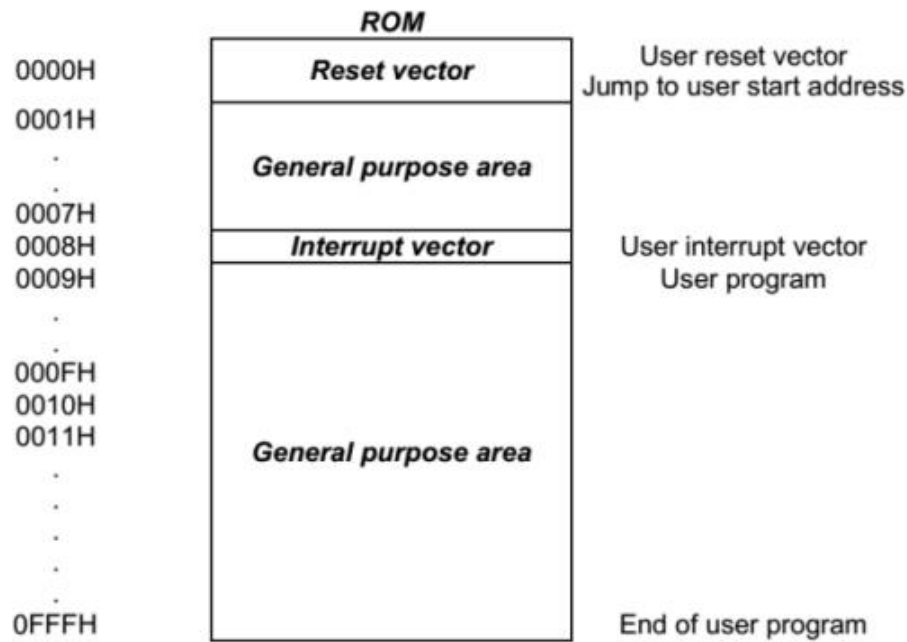 ROM
0000H Reset vector User reset vector
Jump to user start address
0001H
.
General purpose area
.
0007H
0008H Interrupt vector User interrupt vector
0009H User program
.
.
000FH
0010H
0011H
General purpose area
.
.
.
.
.
0FFFH End of user program